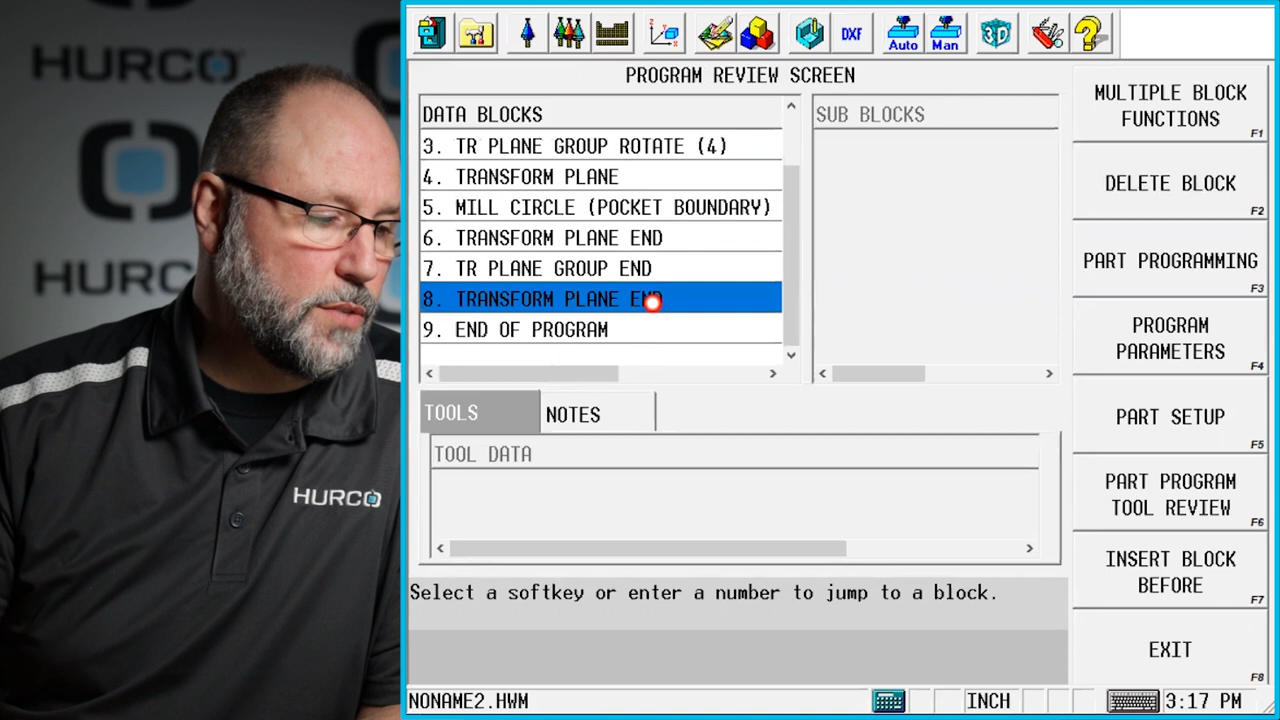 HURCO
HURCO
HURCO
DXF
Auto
Man
3D
PROGRAM REVIEW SCREEN
DATA BLOCKS
3. TR PLANE GROUP ROTATE (4)
4. TRANSFORM PLANE
5. MILL CIRCLE (POCKET BOUNDARY)
6. TRANSFORM PLANE END
7. TR PLANE GROUP END
8. TRANSFORM PLANE END
9. END OF PROGRAM
SUB BLOCKS
TOOLS
NOTES
TOOL DATA
Select a softkey or enter a number to jump to a block.
MULTIPLE BLOCK
FUNCTIONS
F1
DELETE BLOCK
F2
PART PROGRAMMING
F3
PROGRAM
PARAMETERS
F4
PART SETUP
F5
PART PROGRAM
TOOL REVIEW
F6
INSERT BLOCK
BEFORE
F7
EXIT
F8
NONAME2.HWM
INCH
3:17 PM